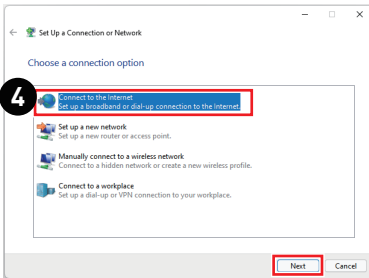 Set Up a Connection or Network
Choose a connection option
4
Connect to the Internet
Set up a broadband or dial-up connection to the Internet.
Set up a new network
Set up a new router or access point.
Manually connect to a wireless network
Connect to a hidden network or create a new wireless profile.
Connect to a workplace
Set up a dial-up or VPN connection to your workplace.
Next
Cancel